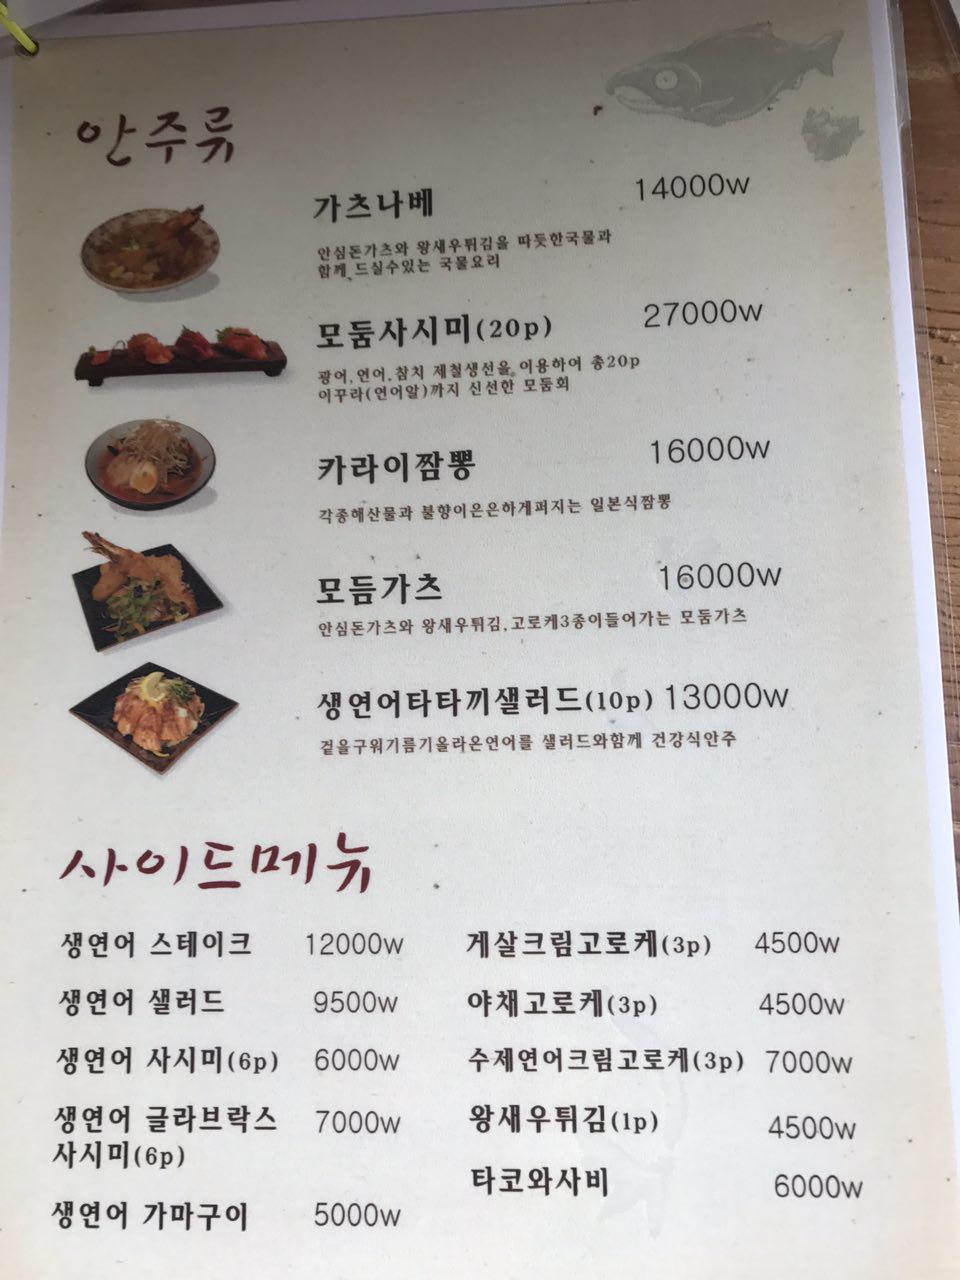 안주류
가츠나베 14000w
안심돈가츠와 왕새우튀김을 따듯한국물과
함께 드실수있는 국물요리
모둠사시미(20p) 27000w
광어,연어,참치 제철생선을 이용하여 총20p
이꾸라(연어알)까지 신선한 모둠회
카라이짬뽕 16000w
각종해산물과 불향이은은하게퍼지는 일본식짬뽕
모듬가츠 16000w
안심돈가츠와 왕새우튀김,고로케3종이들어가는 모둠가츠
생연어타타끼샐러드(10p) 13000w
겉을구워기름기올라온연어를 샐러드와함께 건강식안주
사이드메뉴
생연어 스테이크 12000w
생연어 샐러드 9500w
생연어 사시미(6p) 6000w
생연어 글라브락스 7000w
사시미(6p)
생연어 가마구이 5000w
게살크림고로케(3p) 4500w
야채고로케(3p) 4500w
수제연어크림고로케(3p) 7000w
왕새우튀김(1p) 4500w
타코와사비 6000w